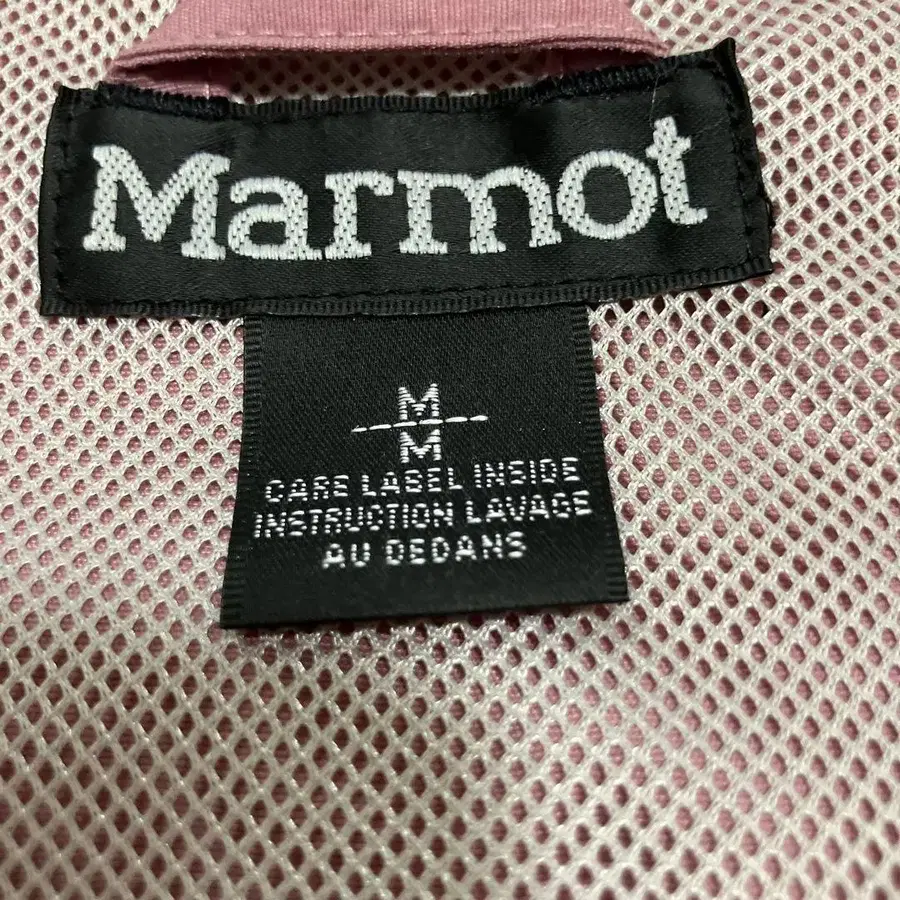 Marmot
M
M
CARE LABEL INSIDE
INSTRUCTION LAVAGE
AU DEDANS